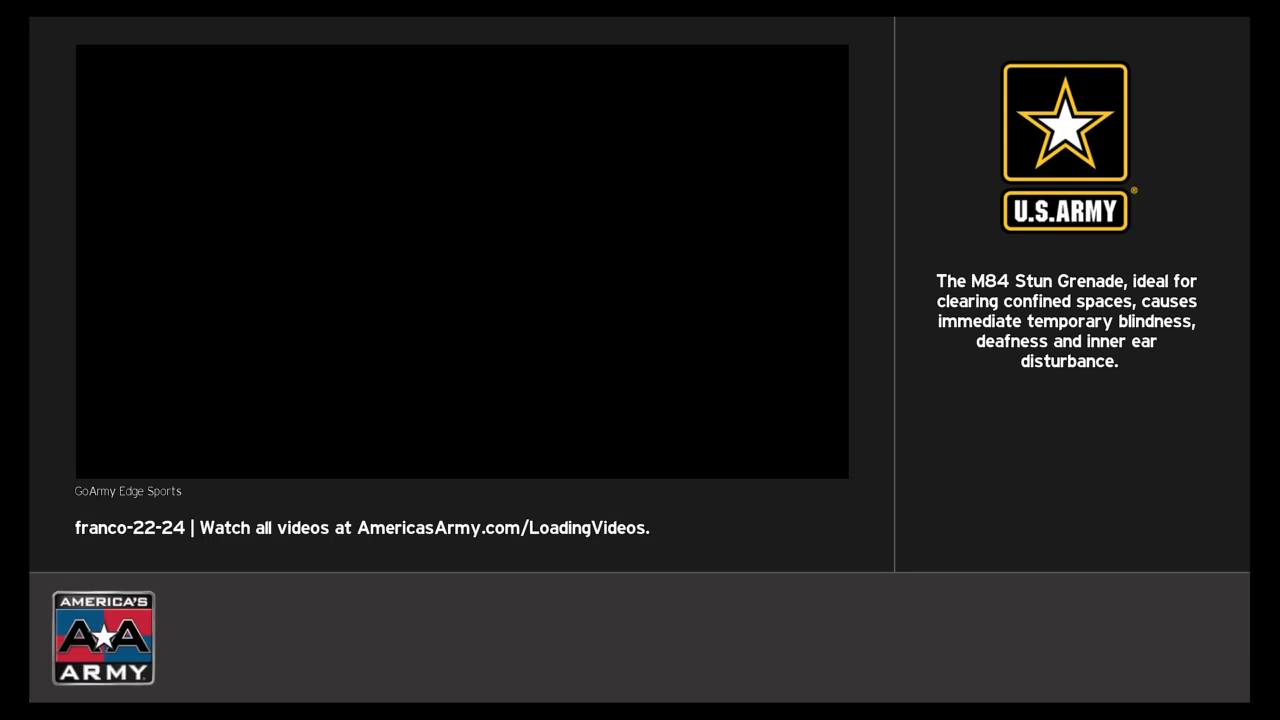 U.S.ARMY
®
The M84 Stun Grenade, ideal for
clearing confined spaces, causes
immediate temporary blindness,
deafness and inner ear
disturbance.
GoArmy Edge Sports
franco-22-24 | Watch all videos at AmericasArmy.com/LoadingVideos.
AMERICA'S
AA
ARMY